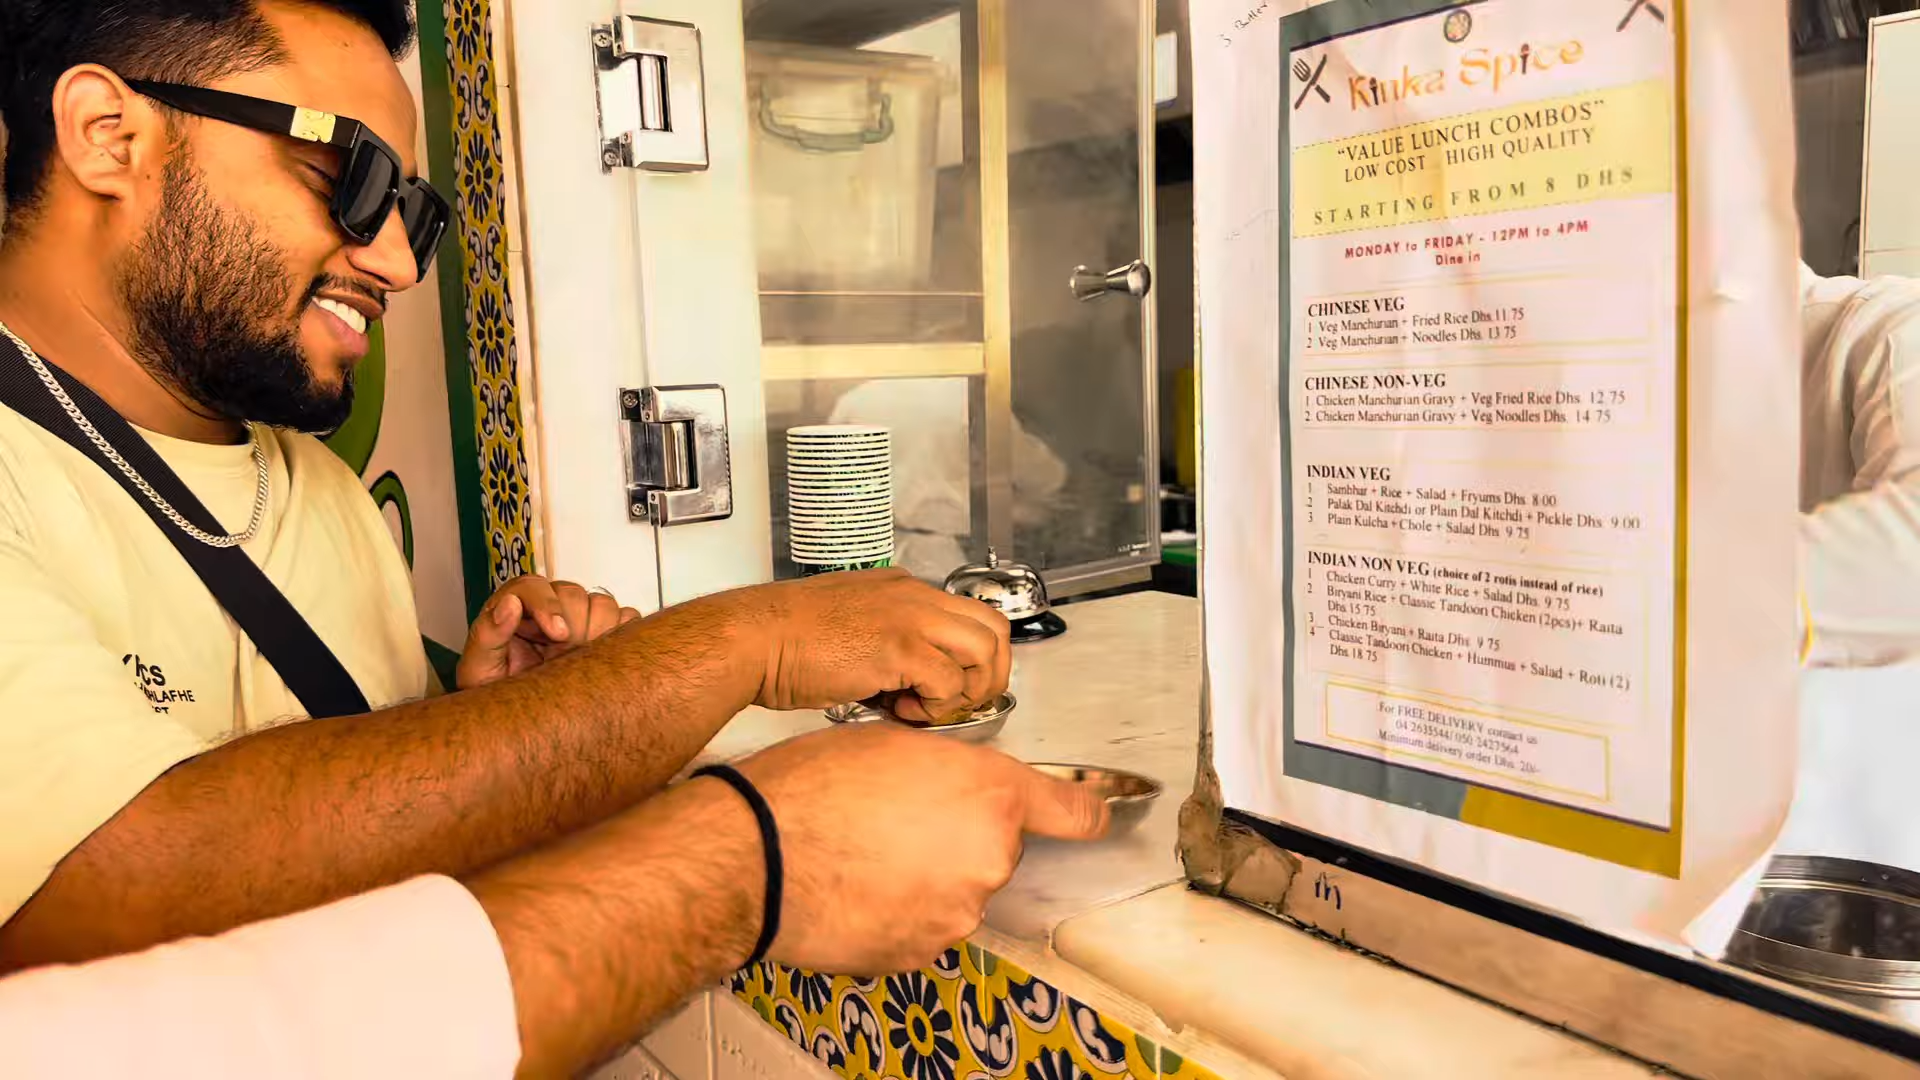 Kinka Spice
"VALUE LUNCH COMBOS"
LOW COST HIGH QUALITY
STARTING FROM 8 DHS
MONDAY to FRIDAY - 12PM to 4PM
Dine in
CHINESE VEG
1 Veg Manchurian + Fried Rice Dhs 11 75
2 Veg Manchurian + Noodles Dhs. 13 75
CHINESE NON-VEG
1. Chicken Manchurian Gravy + Veg Fried Rice Dhs. 12 75
2. Chicken Manchurian Gravy + Veg Noodles Dhs. 14 75
INDIAN VEG
1 Sambhar + Rice + Salad + Fryums Dhs. 8 00
2 Palak Dal Kitchdi or Plain Dal Kitchdi + Pickle Dhs 9 00
3 Plain Kulcha + Chole + Salad Dhs 9 75
INDIAN NON VEG (choice of 2 rotis instead of rice)
1 Chicken Curry + White Rice + Salad Dhs. 9 75
2 Biryani Rice + Classic Tandoori Chicken (2pcs)+ Raita
Dhs 15 75
3 Chicken Biryani + Raita Dhs. 9 75
4 Classic Tandoori Chicken + Hummus + Salad + Roti (2)
Dhs 18 75
For FREE DELIVERY contact us
04 2635544/ 050 2427564
Minimum delivery order Dhs. 20/-
m